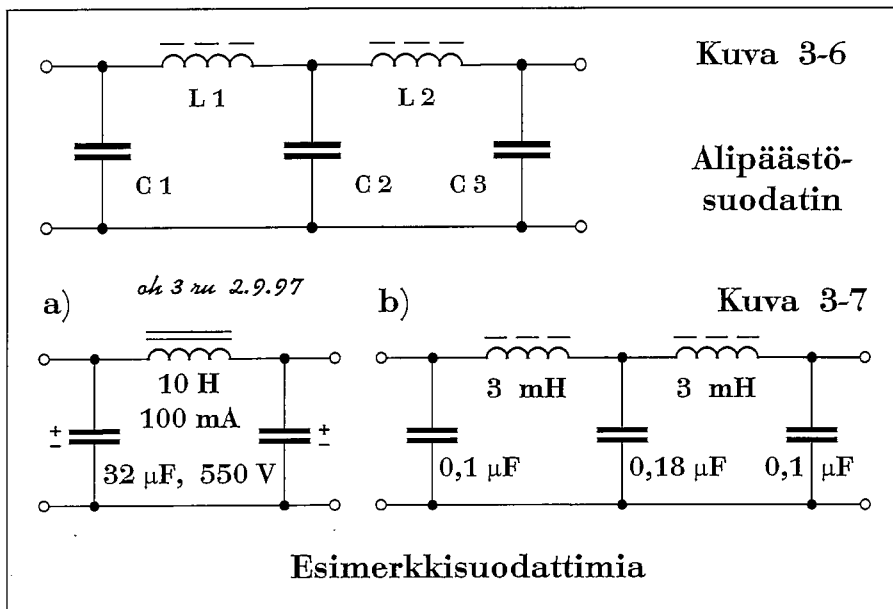 Kuva 3-6
L 1
L 2
Alipäästö-
suodatin
C 1
C 2
C 3
oh 3 ru 2.9.97
a)
b)
Kuva 3-7
10 H
100 mA
+
−
+
−
32 µF, 550 V
3 mH
3 mH
0,1 µF
0,18 µF
0,1 µF
Esimerkkisuodattimia